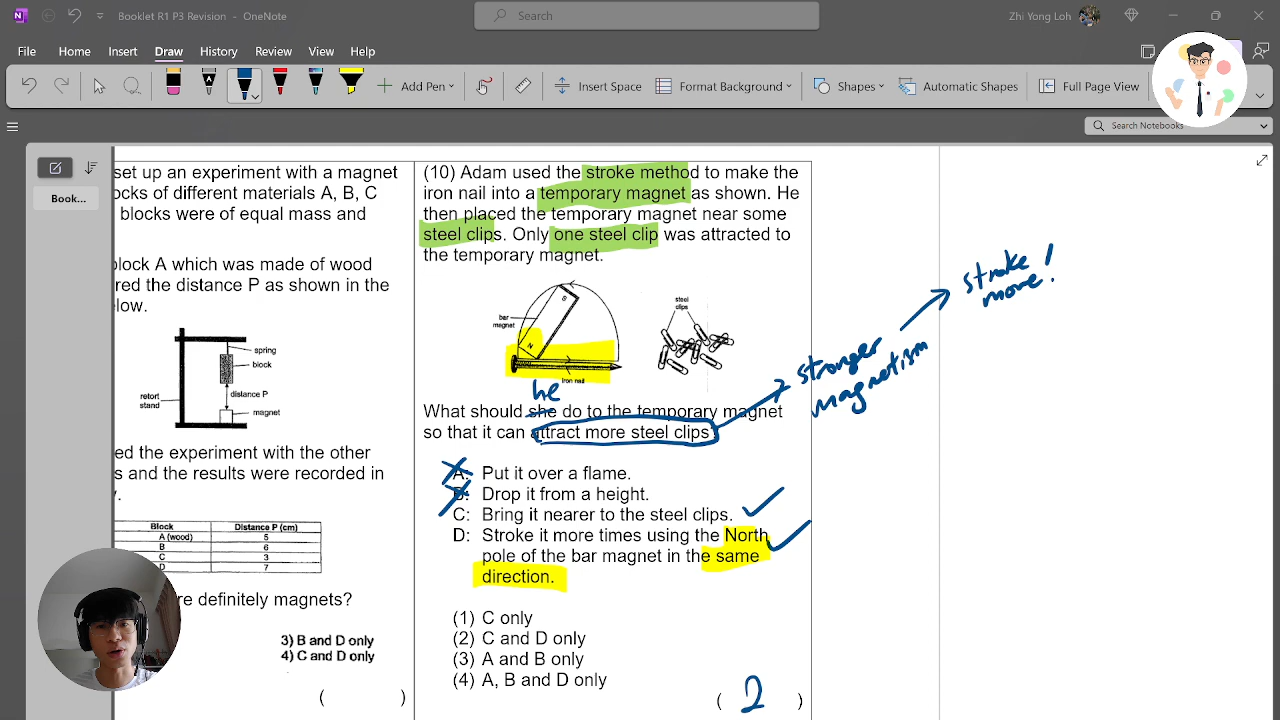 Booklet R1 P3 Revision - OneNote
Search
Zhi Yong Loh
File Home Insert Draw History Review View Help
Add Pen
Insert Space
Format Background
Shapes
Automatic Shapes
Full Page View
Search Notebooks
Book...
set up an experiment with a magnet
ocks of different materials A, B, C
blocks were of equal mass and
block A which was made of wood
red the distance P as shown in the
low.
spring
block
distance P
retort
stand
magnet
ed the experiment with the other
s and the results were recorded in
Block Distance P (cm)
A (wood) 5
B 6
C 3
D 7
re definitely magnets?
3) B and D only
4) C and D only
( )
(10) Adam used the stroke method to make the
iron nail into a temporary magnet as shown. He
then placed the temporary magnet near some
steel clips. Only one steel clip was attracted to
the temporary magnet.
S
bar
magnet
N
iron nail
steel
clips
he
What should she do to the temporary magnet
so that it can attract more steel clips
stronger
magnetism
stroke
more!
A: Put it over a flame.
B: Drop it from a height.
C: Bring it nearer to the steel clips.
D: Stroke it more times using the North
pole of the bar magnet in the same
direction.
(1) C only
(2) C and D only
(3) A and B only
(4) A, B and D only
( 2 )